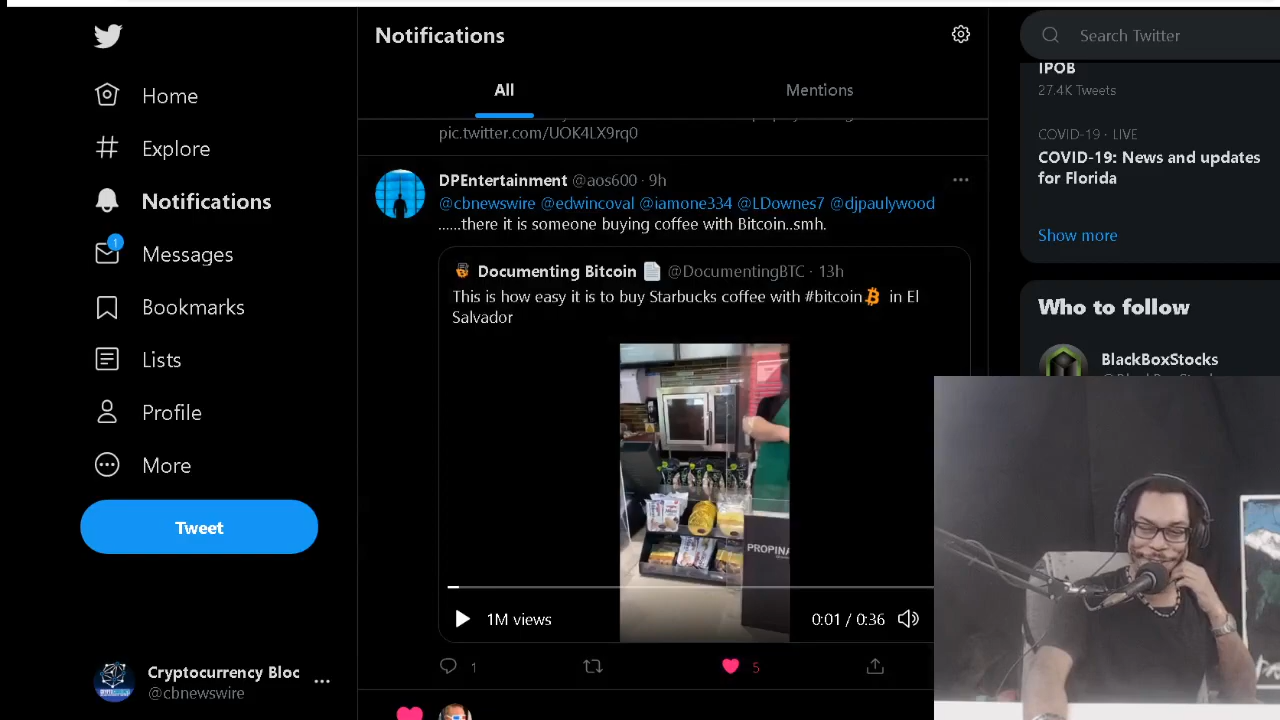 Notifications
Search Twitter
Home
Explore
Notifications
1
Messages
Bookmarks
Lists
Profile
More
Tweet
Cryptocurrency Bloc
@cbnewswire
All
Mentions
pic.twitter.com/UOK4LX9rq0
DPEntertainment @aos600 · 9h
@cbnewswire @edwincoval @iamone334 @LDownes7 @djpaulywood
......there it is someone buying coffee with Bitcoin..smh.
Documenting Bitcoin 📄 @DocumentingBTC · 13h
This is how easy it is to buy Starbucks coffee with #bitcoin in El
Salvador
PROPINA
1M views
0:01 / 0:36
1
5
IPOB
27.4K Tweets
COVID-19 · LIVE
COVID-19: News and updates
for Florida
Show more
Who to follow
BlackBoxStocks